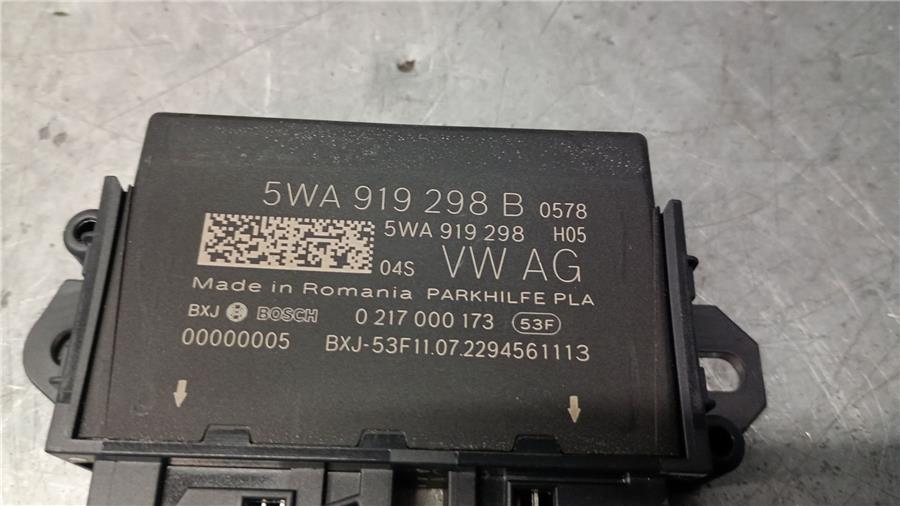 5WA 919 298 B 0578
5WA 919 298 H05
04S VW AG
Made in Romania PARKHILFE PLA
BXJ BOSCH 0 217 000 173 53F
00000005 BXJ-53F11.07.2294561113